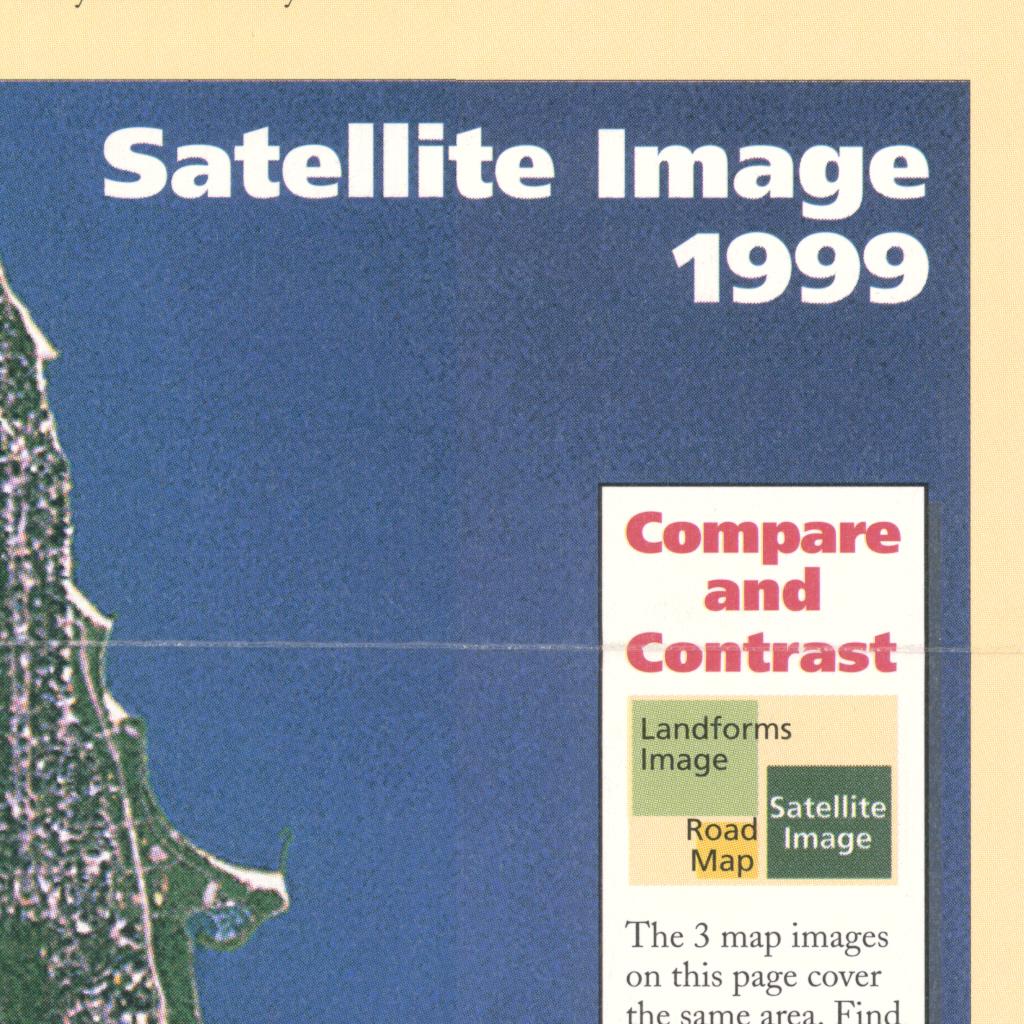 Satellite Image
1999
Compare
and
Contrast
Landforms
Image
Satellite
Image
Road
Map
The 3 map images
on this page cover
the same area. Find